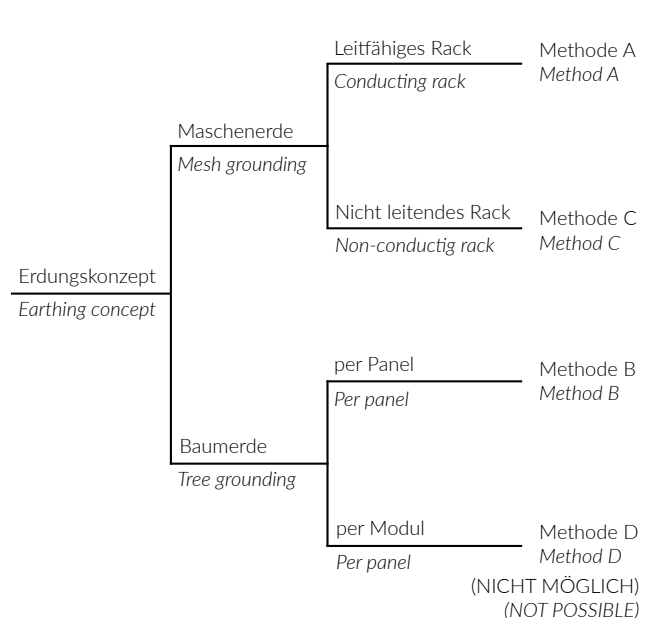 Leitfähiges Rack
Conducting rack
Methode A
Method A
Maschenerde
Mesh grounding
Nicht leitendes Rack
Non-conductig rack
Methode C
Method C
Erdungskonzept
Earthing concept
per Panel
Per panel
Methode B
Method B
Baumerde
Tree grounding
per Modul
Per panel
Methode D
Method D
(NICHT MÖGLICH)
(NOT POSSIBLE)